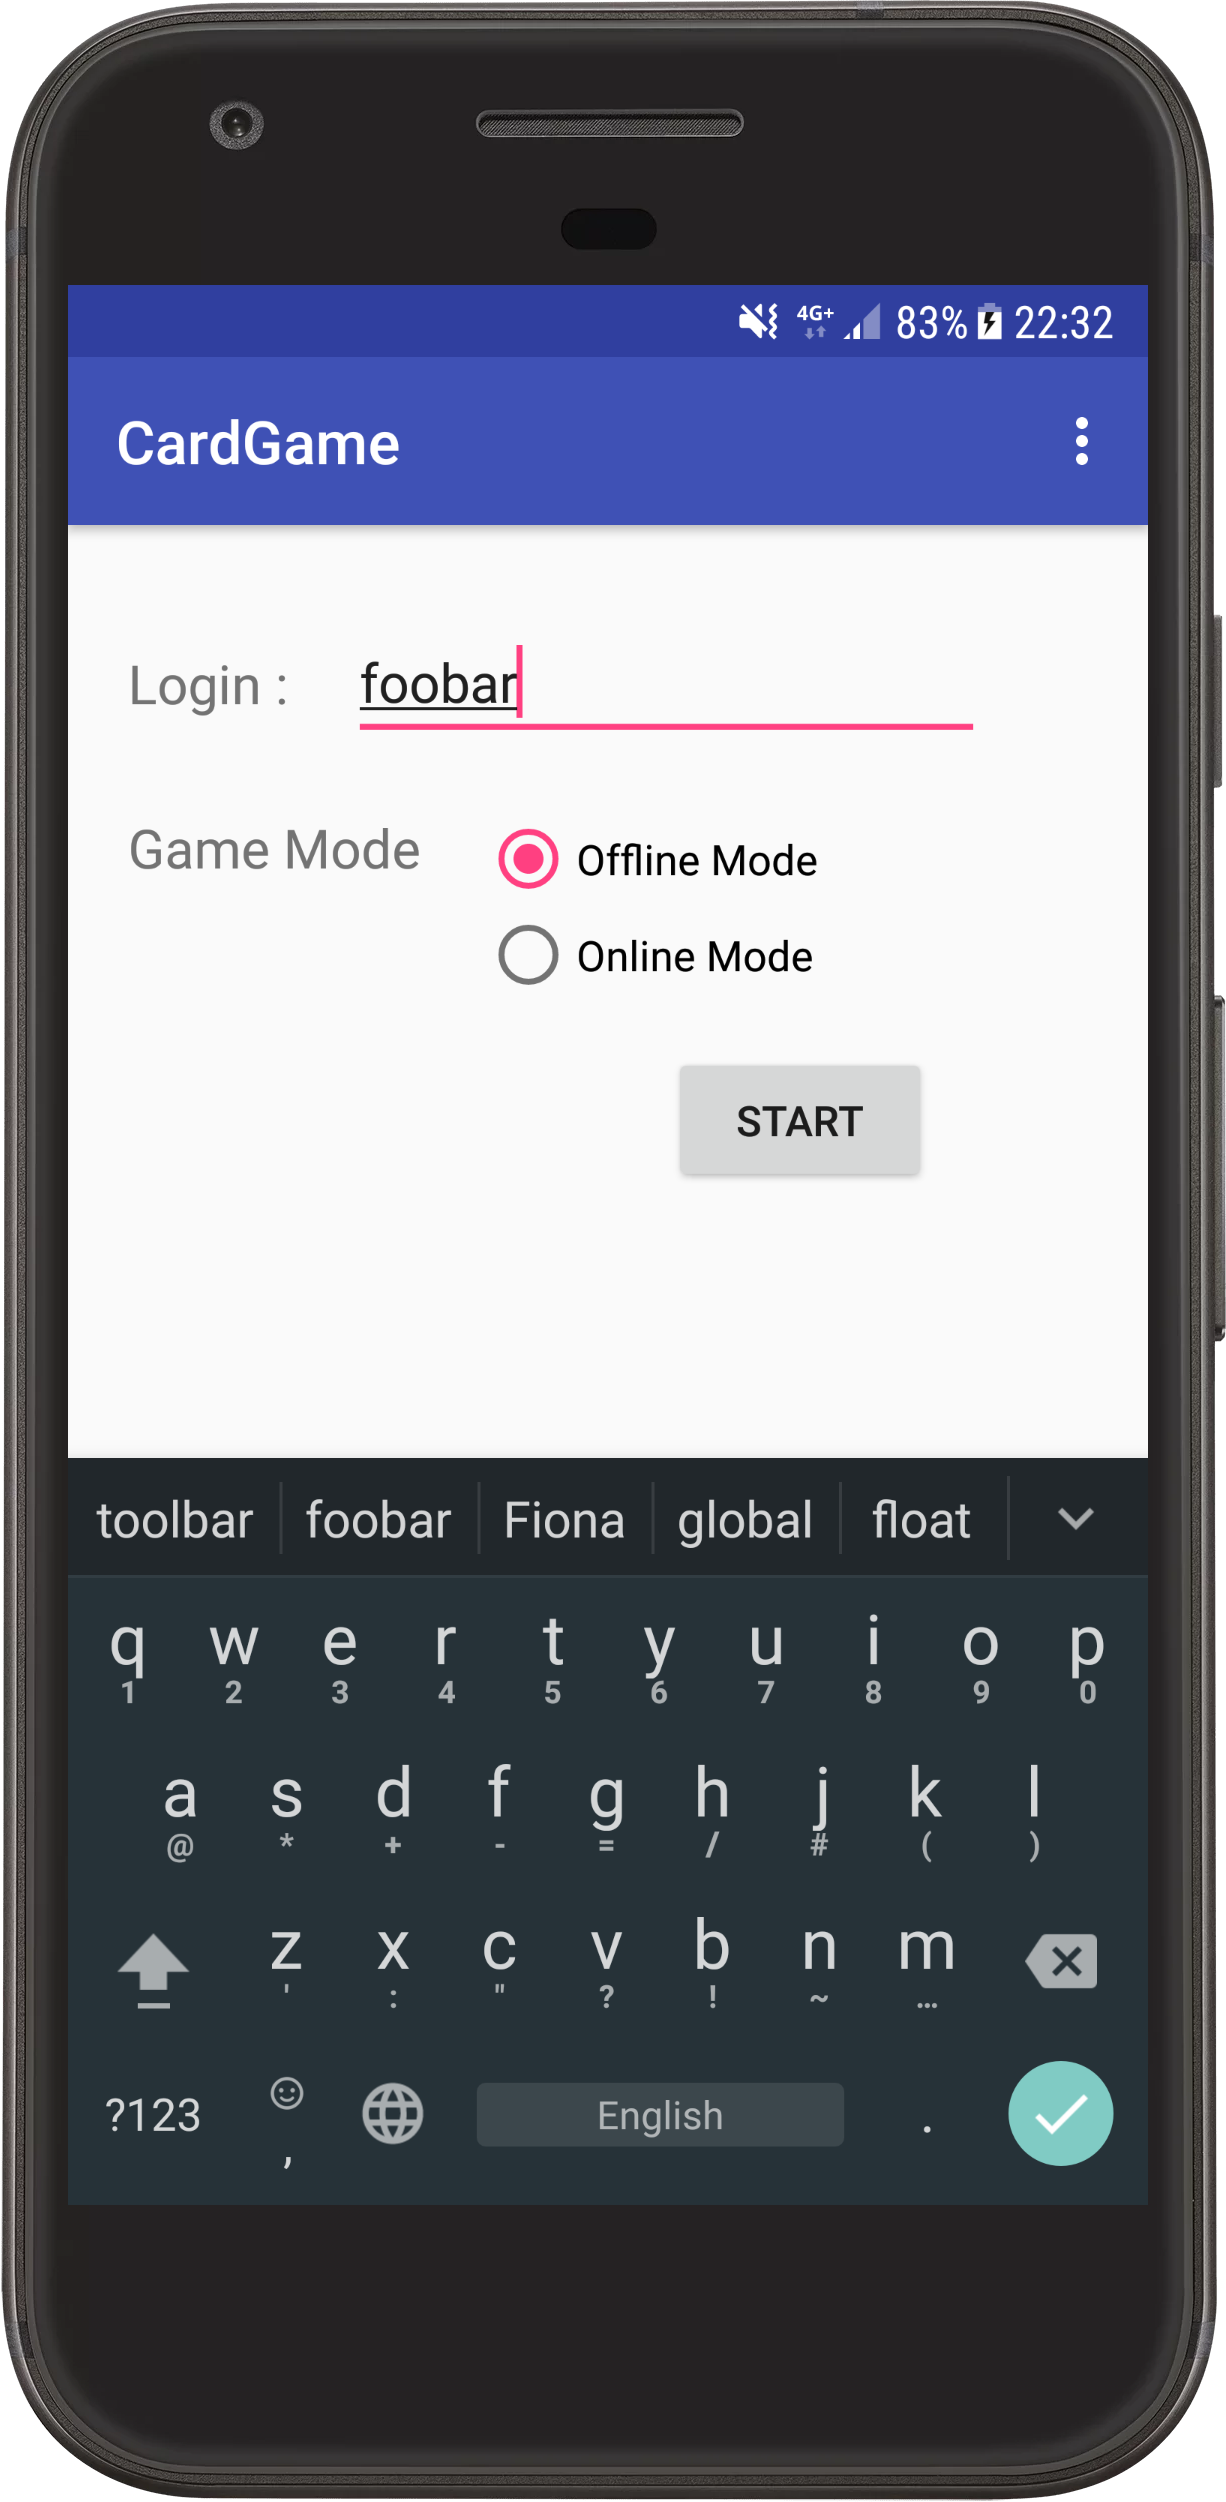 4G+ 83% 22:32
CardGame
Login : foobar
Game Mode Offline Mode
Online Mode
START
toolbar foobar Fiona global float
q w e r t y u i o p
1 2 3 4 5 6 7 8 9 0
a s d f g h j k l
@ * + - = / # ( )
z x c v b n m
' : " ? ! ~ …
?123 , English .